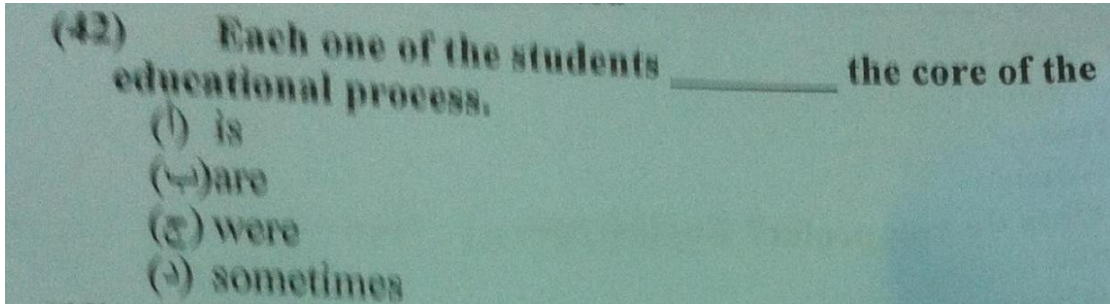 (42) Each one of the students ________ the core of the
educational process.
(أ) is
(ب)are
(ج) were
(د) sometimes